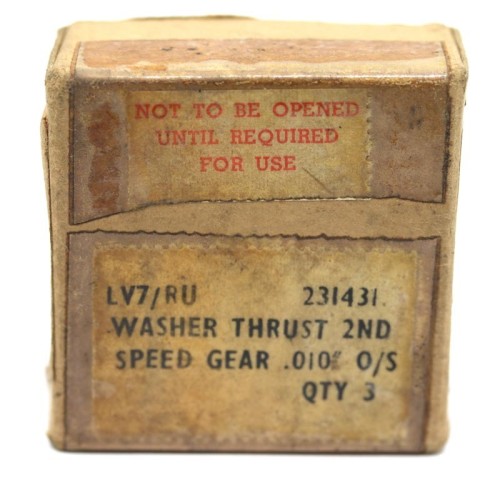 NOT TO BE OPENED
UNTIL REQUIRED
FOR USE
LV7/RU 231431.
WASHER THRUST 2ND
SPEED GEAR .010" O/S
QTY 3